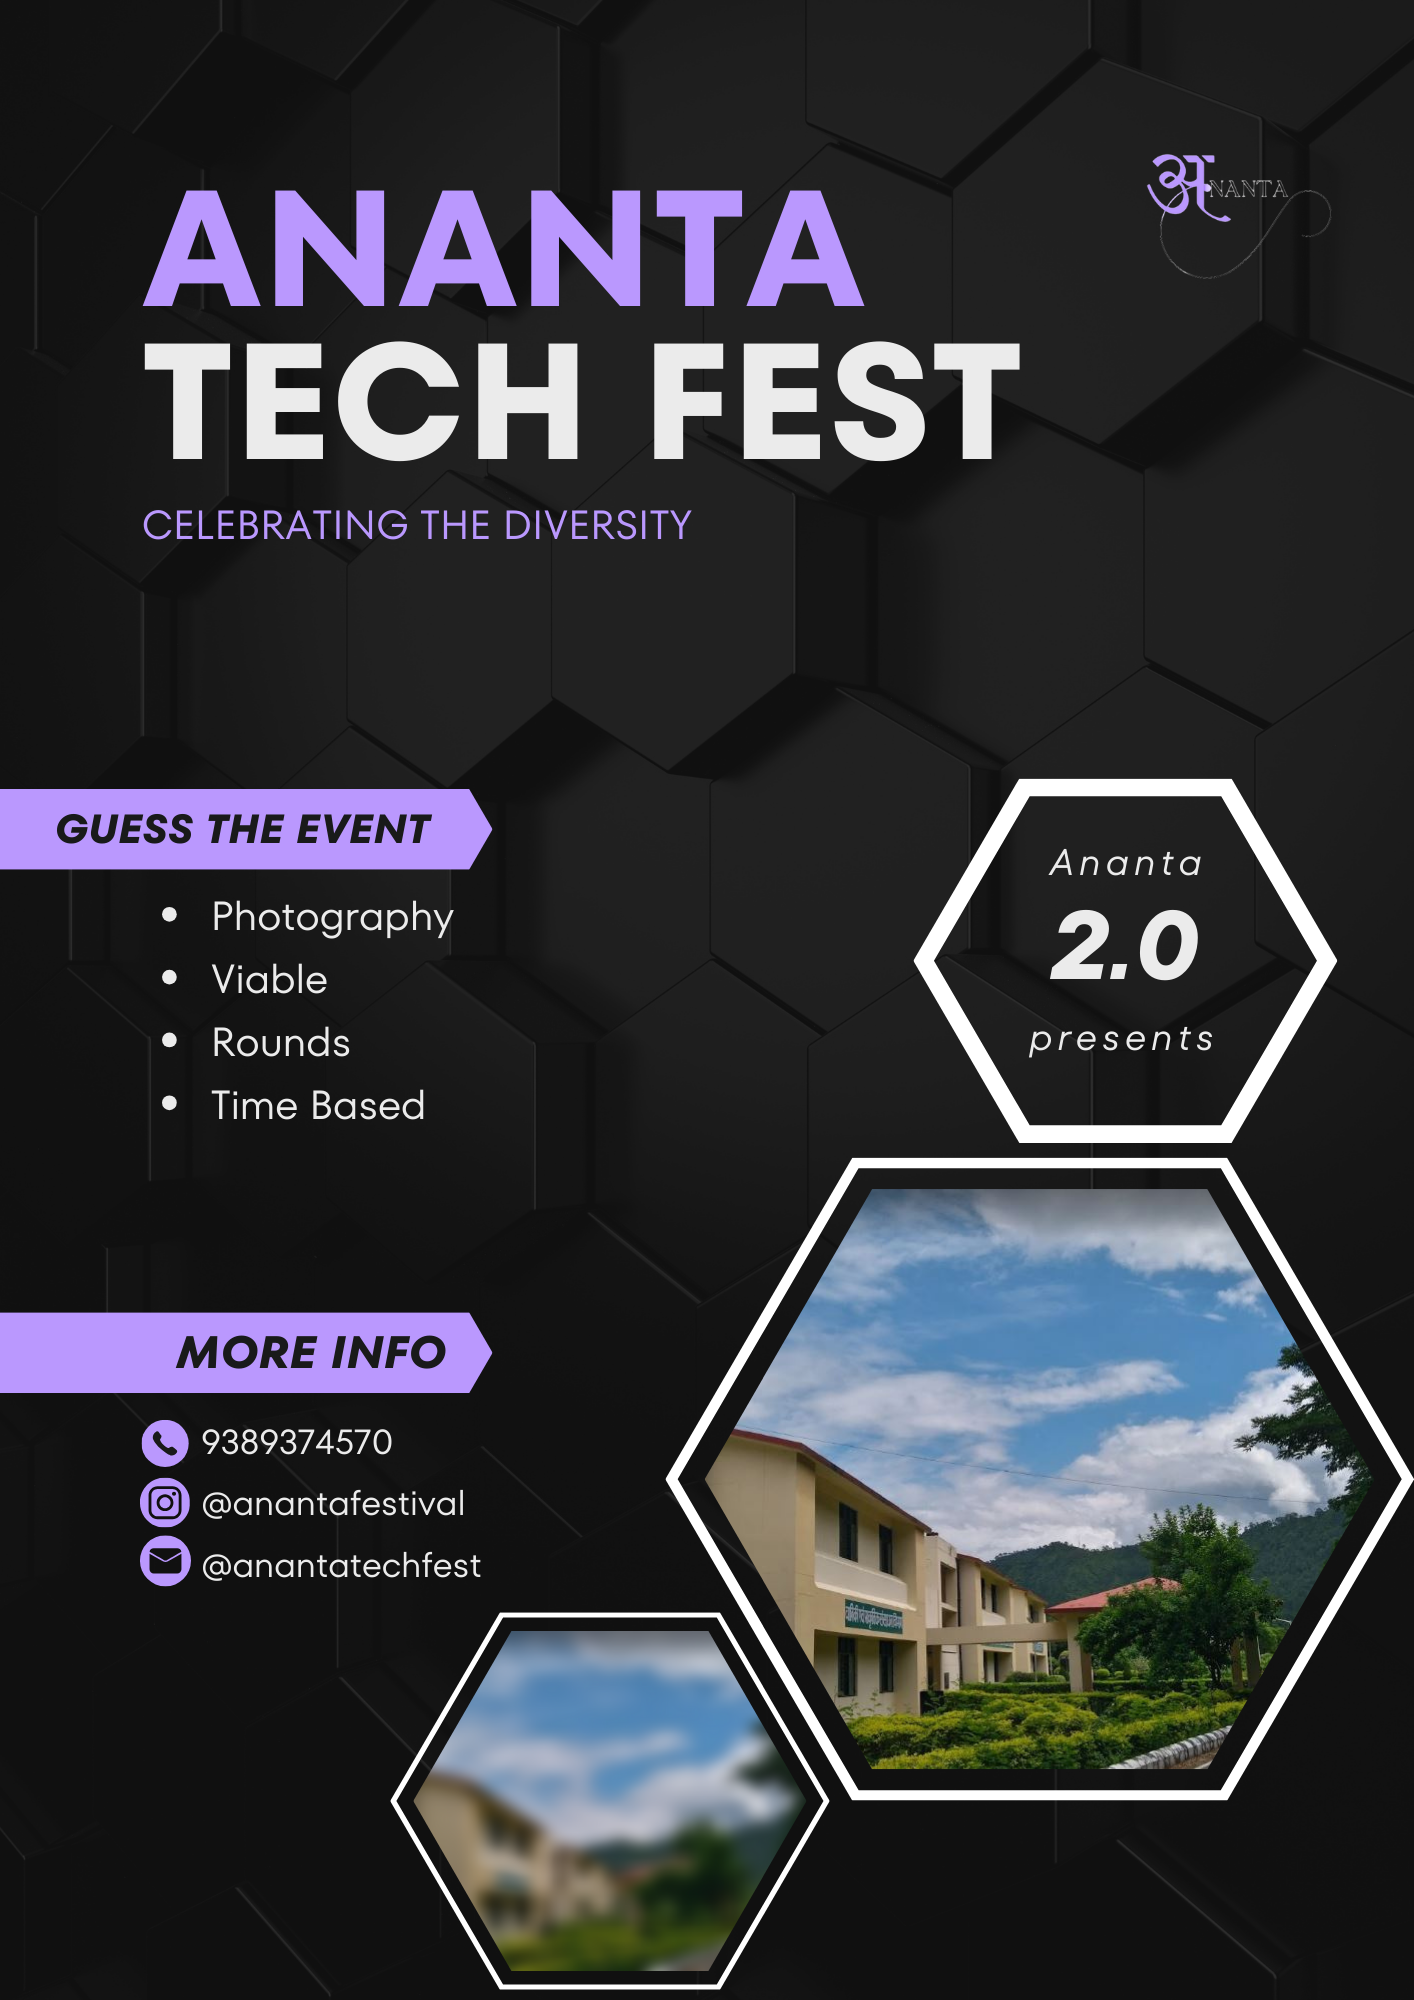 ANANTA
TECH FEST
CELEBRATING THE DIVERSITY
अNANTA
GUESS THE EVENT
• Photography
• Viable
• Rounds
• Time Based
Ananta
2.0
presents
MORE INFO
9389374570
@anantafestival
@anantatechfest